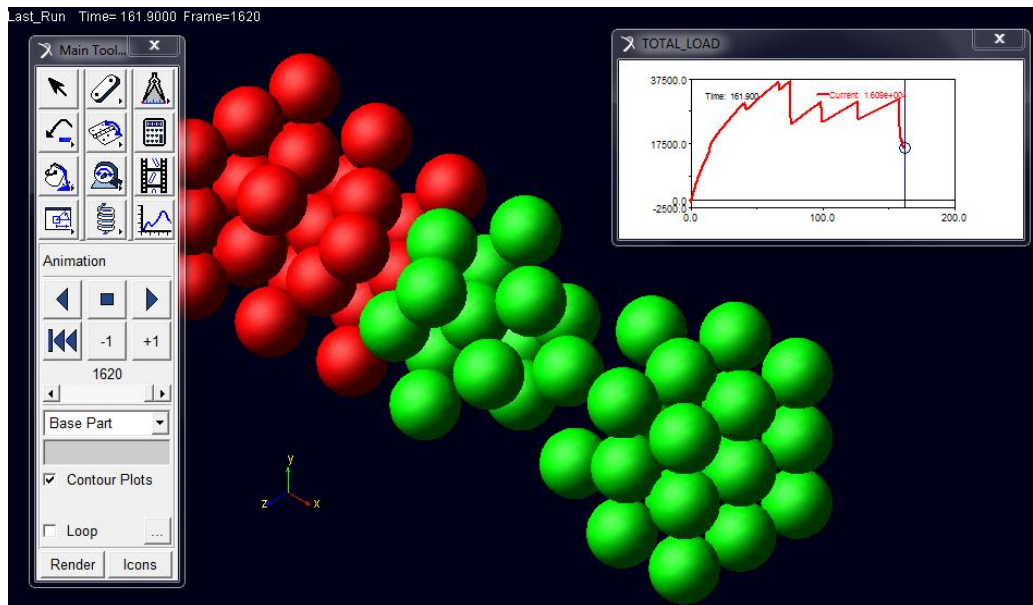 Last_Run Time= 161.9000 Frame=1620
Main Tool...
x
Animation
-1
+1
1620
Base Part
Contour Plots
Loop
...
Render
Icons
y
z
x
TOTAL_LOAD
x
37500.0
17500.0
0.0
-2500.0
Time: 161.900
Current: 1.609e+004
0.0
100.0
200.0